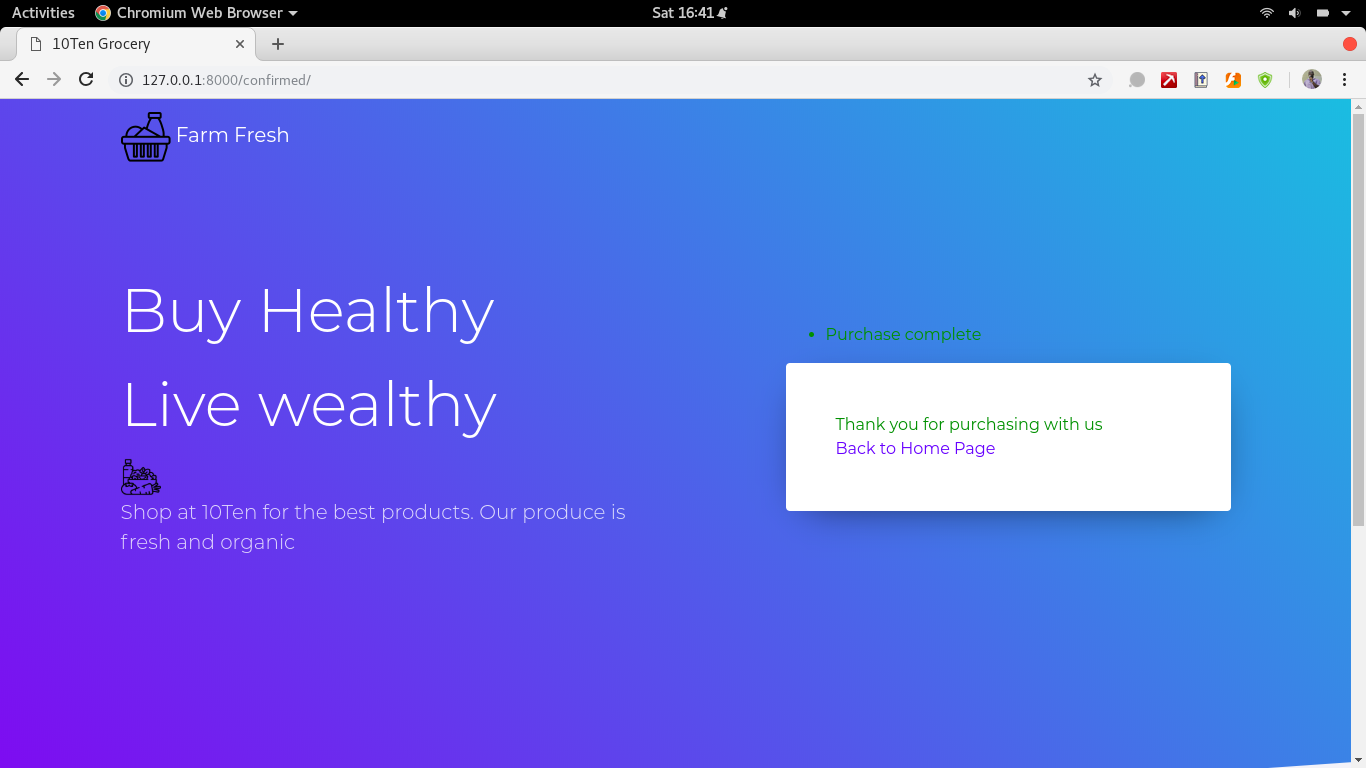 Activities Chromium Web Browser Sat 16:41
10Ten Grocery
127.0.0.1:8000/confirmed/
Farm Fresh
Buy Healthy
Live wealthy
Shop at 10Ten for the best products. Our produce is
fresh and organic
Purchase complete
Thank you for purchasing with us
Back to Home Page